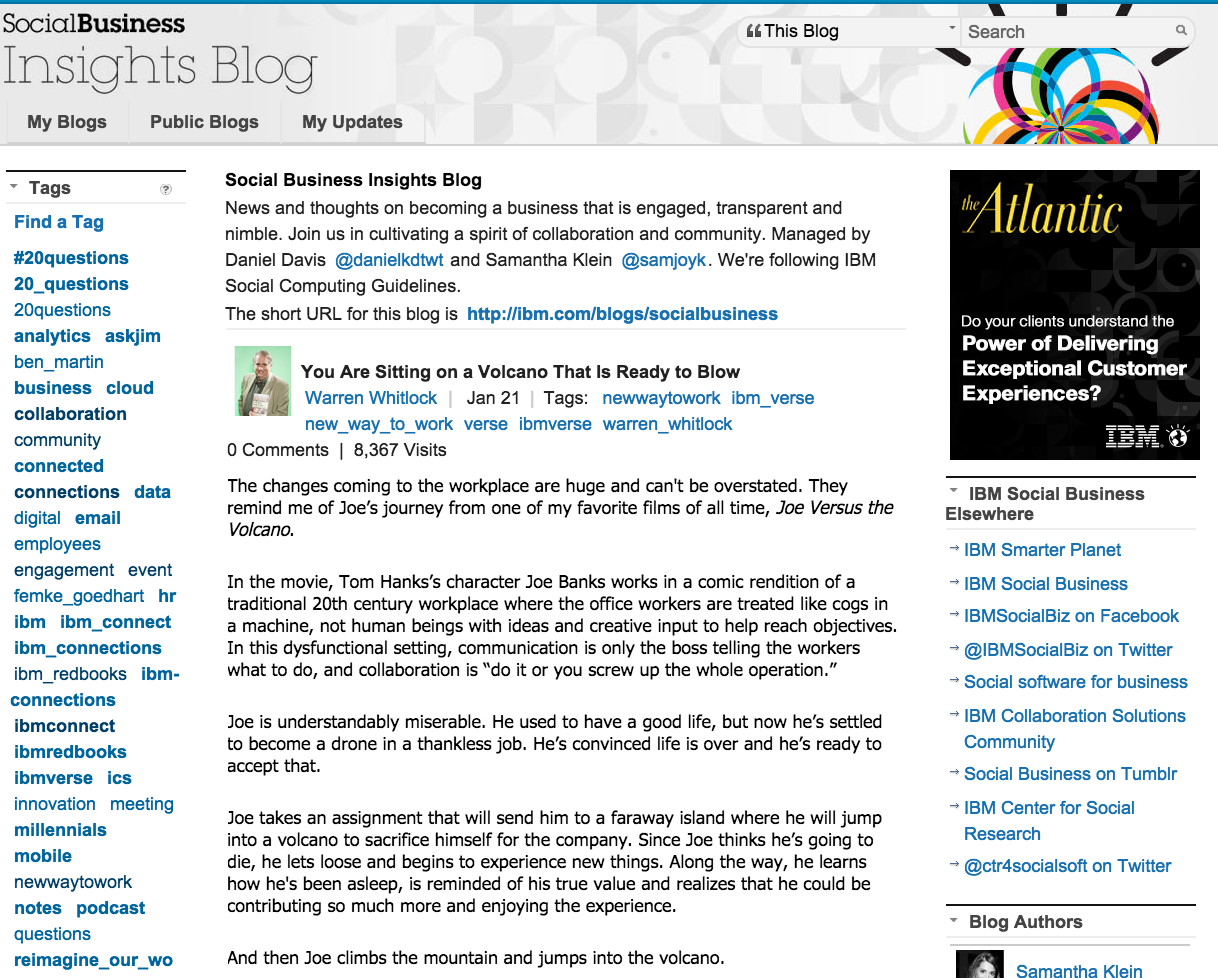 SocialBusiness
Insights Blog
This Blog
Search
My Blogs
Public Blogs
My Updates
Tags
?
Find a Tag
#20questions
20_questions
20questions
analytics askjim
ben_martin
business cloud
collaboration
community
connected
connections data
digital email
employees
engagement event
femke_goedhart hr
ibm ibm_connect
ibm_connections
ibm_redbooks ibm-
connections
ibmconnect
ibmredbooks
ibmverse ics
innovation meeting
millennials
mobile
newwaytowork
notes podcast
questions
reimagine_our_wo
Social Business Insights Blog
News and thoughts on becoming a business that is engaged, transparent and
nimble. Join us in cultivating a spirit of collaboration and community. Managed by
Daniel Davis @danielkdtwt and Samantha Klein @samjoyk. We're following IBM
Social Computing Guidelines.
The short URL for this blog is http://ibm.com/blogs/socialbusiness
You Are Sitting on a Volcano That Is Ready to Blow
Warren Whitlock | Jan 21 | Tags: newwaytowork ibm_verse
new_way_to_work verse ibmverse warren_whitlock
0 Comments | 8,367 Visits
The changes coming to the workplace are huge and can't be overstated. They
remind me of Joe’s journey from one of my favorite films of all time, Joe Versus the
Volcano.
In the movie, Tom Hanks’s character Joe Banks works in a comic rendition of a
traditional 20th century workplace where the office workers are treated like cogs in
a machine, not human beings with ideas and creative input to help reach objectives.
In this dysfunctional setting, communication is only the boss telling the workers
what to do, and collaboration is “do it or you screw up the whole operation.”
Joe is understandably miserable. He used to have a good life, but now he’s settled
to become a drone in a thankless job. He’s convinced life is over and he’s ready to
accept that.
Joe takes an assignment that will send him to a faraway island where he will jump
into a volcano to sacrifice himself for the company. Since Joe thinks he’s going to
die, he lets loose and begins to experience new things. Along the way, he learns
how he's been asleep, is reminded of his true value and realizes that he could be
contributing so much more and enjoying the experience.
And then Joe climbs the mountain and jumps into the volcano.
the Atlantic
Do your clients understand the
Power of Delivering
Exceptional Customer
Experiences?
IBM
IBM Social Business
Elsewhere
→ IBM Smarter Planet
→ IBM Social Business
→ IBMSocialBiz on Facebook
→ @IBMSocialBiz on Twitter
→ Social software for business
→ IBM Collaboration Solutions
Community
→ Social Business on Tumblr
→ IBM Center for Social
Research
→ @ctr4socialsoft on Twitter
Blog Authors
Samantha Klein